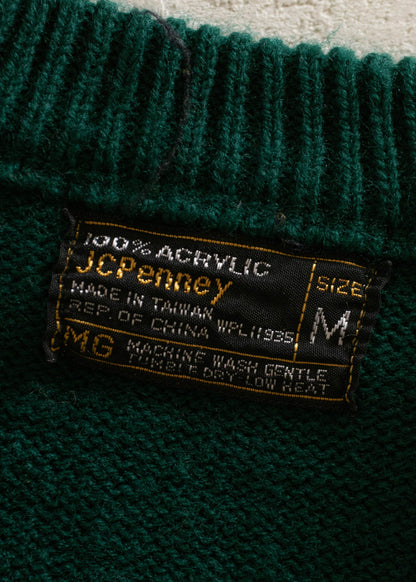 100% ACRYLIC
JCPenney
MADE IN TAIWAN
REP. OF CHINA WPL11935
SIZE
M
MG MACHINE WASH GENTLE
TUMBLE DRY LOW HEAT